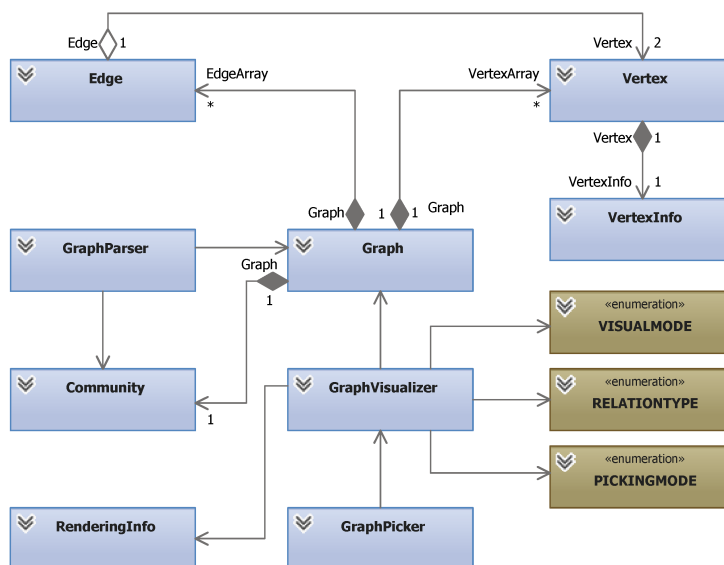 Edge 1
Vertex 2
Edge
EdgeArray
*
VertexArray
*
Vertex
Vertex 1
VertexInfo 1
VertexInfo
Graph 1
1 Graph
GraphParser
Graph
Graph
1
«enumeration»
VISUALMODE
Community
1
GraphVisualizer
«enumeration»
RELATIONTYPE
«enumeration»
PICKINGMODE
RenderingInfo
GraphPicker